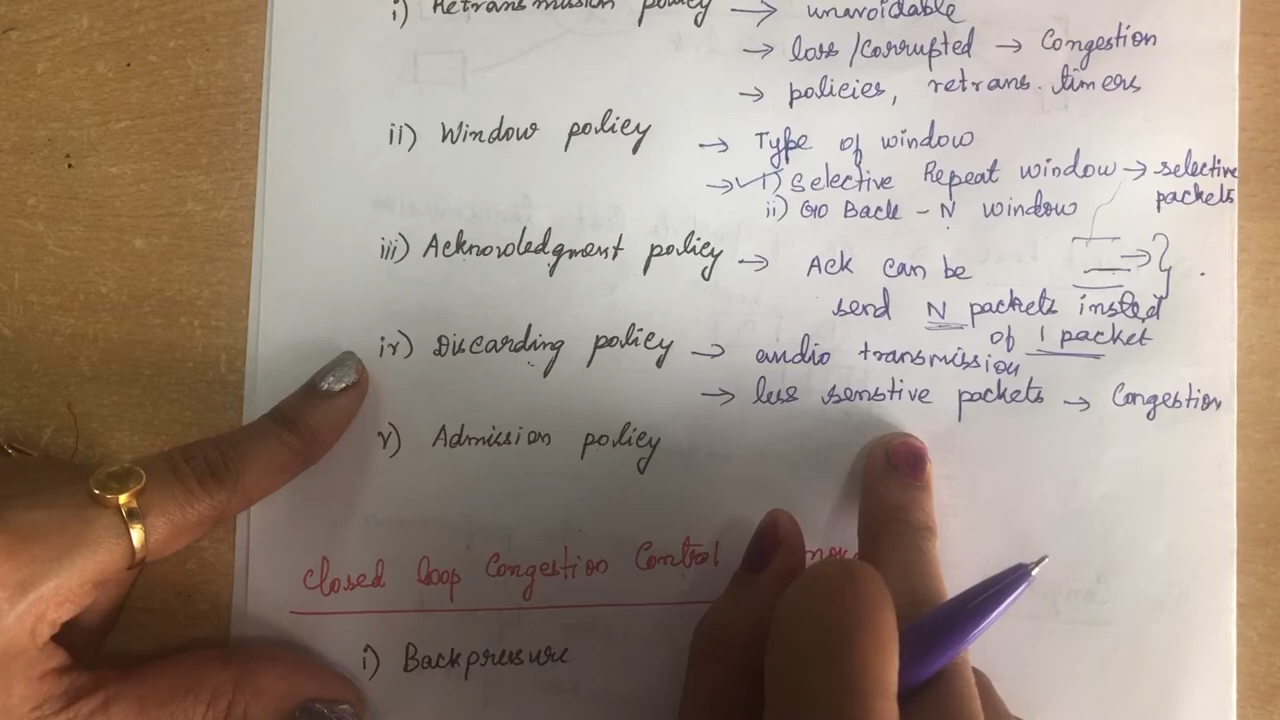 i) Retransmission policy → unavoidable
→ loss /corrupted → Congestion
→ policies, retrans. timers
ii) Window policy → Type of window
→ ✓ i) Selective Repeat window → selective packets
ii) Go Back - N window
iii) Acknowledgment policy → Ack can be
send N packets insted
of 1 packet
iv) Discarding policy → audio transmission
→ less senstive packets → Congestion
v) Admission policy
Closed loop Congestion Control
i) Backpressure